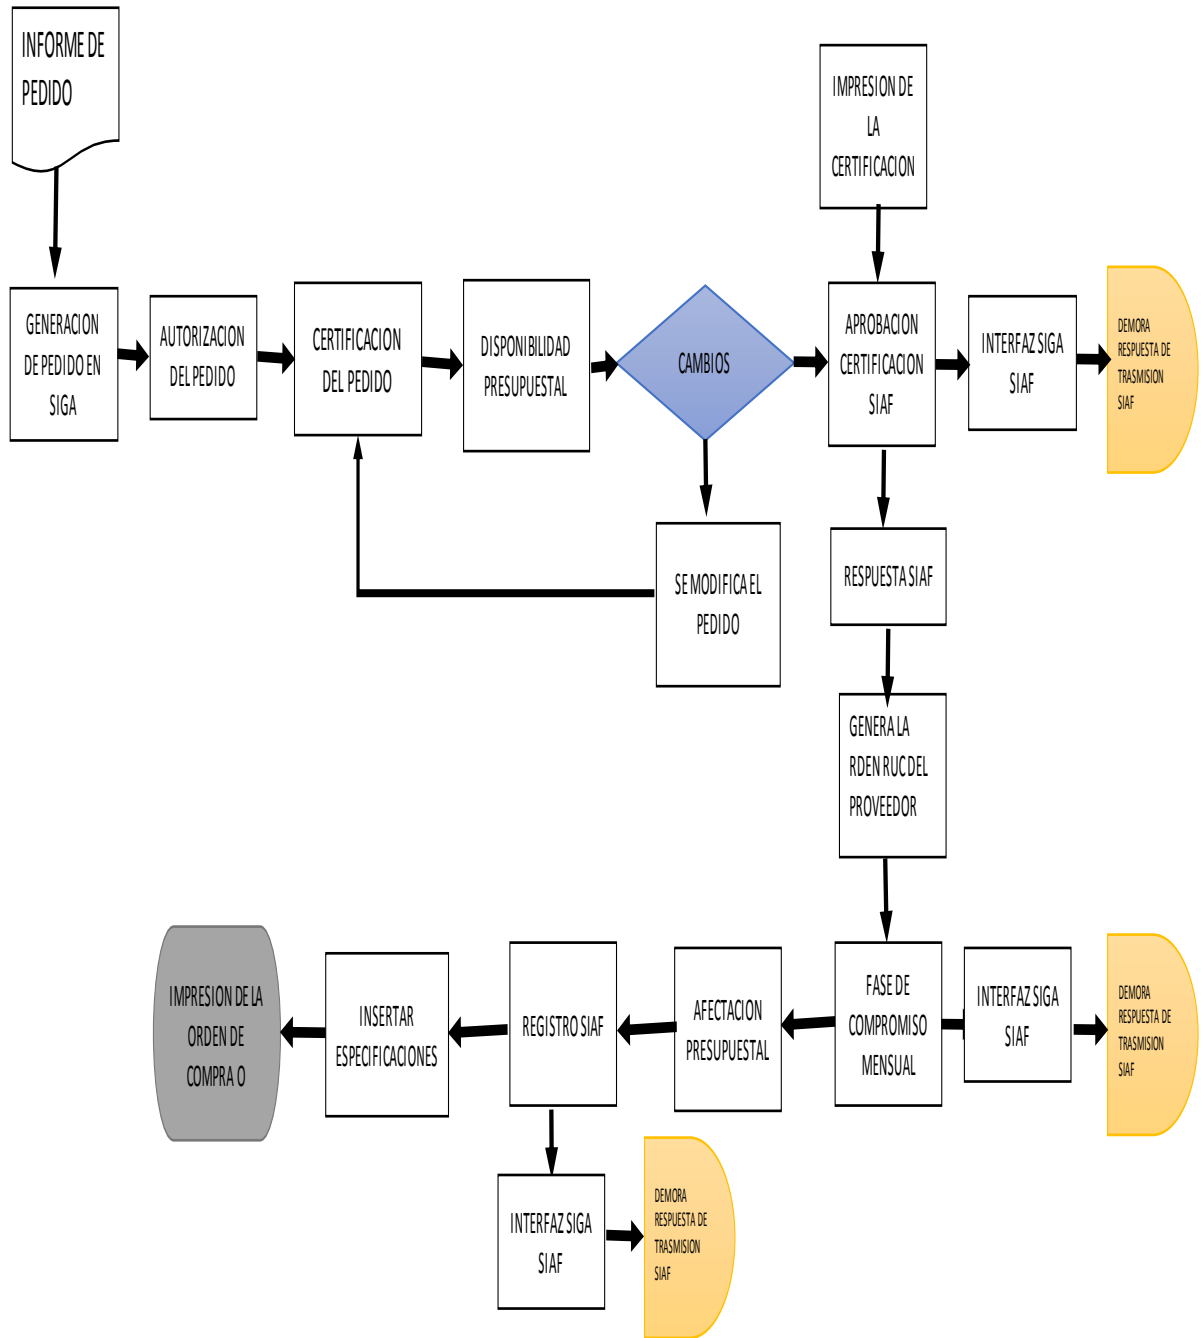 INFORME DE
PEDIDO
IMPRESION DE
LA
CERTIFICACION
GENERACION
DE PEDIDO EN
SIGA
AUTORIZACION
DEL PEDIDO
CERTIFICACION
DEL PEDIDO
DISPONIBILIDAD
PRESUPUESTAL
CAMBIOS
APROBACION
CERTIFICACION
SIAF
INTERFAZ SIGA
SIAF
DEMORA
RESPUESTA DE
TRASMISION
SIAF
SE MODIFICA EL
PEDIDO
RESPUESTA SIAF
GENERA LA
RDEN RUC DEL
PROVEEDOR
IMPRESION DE LA
ORDEN DE
COMPRA O
INSERTAR
ESPECIFICACIONES
REGISTRO SIAF
AFECTACION
PRESUPUESTAL
FASE DE
COMPROMISO
MENSUAL
INTERFAZ SIGA
SIAF
DEMORA
RESPUESTA DE
TRASMISION
SIAF
INTERFAZ SIGA
SIAF
DEMORA
RESPUESTA DE
TRASMISION
SIAF